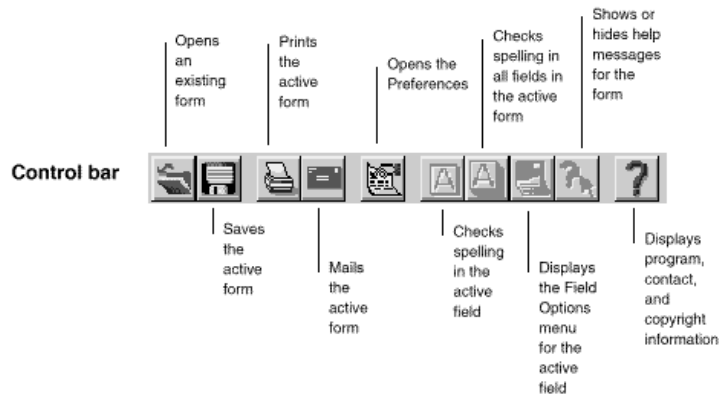 Opens
an
existing
form
Prints
the
active
form
Opens the
Preferences
Checks
spelling in
all fields in
the active
form
Shows or
hides help
messages
for the
form
Control bar
A
A
?
Saves
the
active
form
Mails
the
active
form
Checks
spelling
in the
active
field
Displays
the Field
Options
menu
for the
active
field
Displays
program,
contact,
and
copyright
information